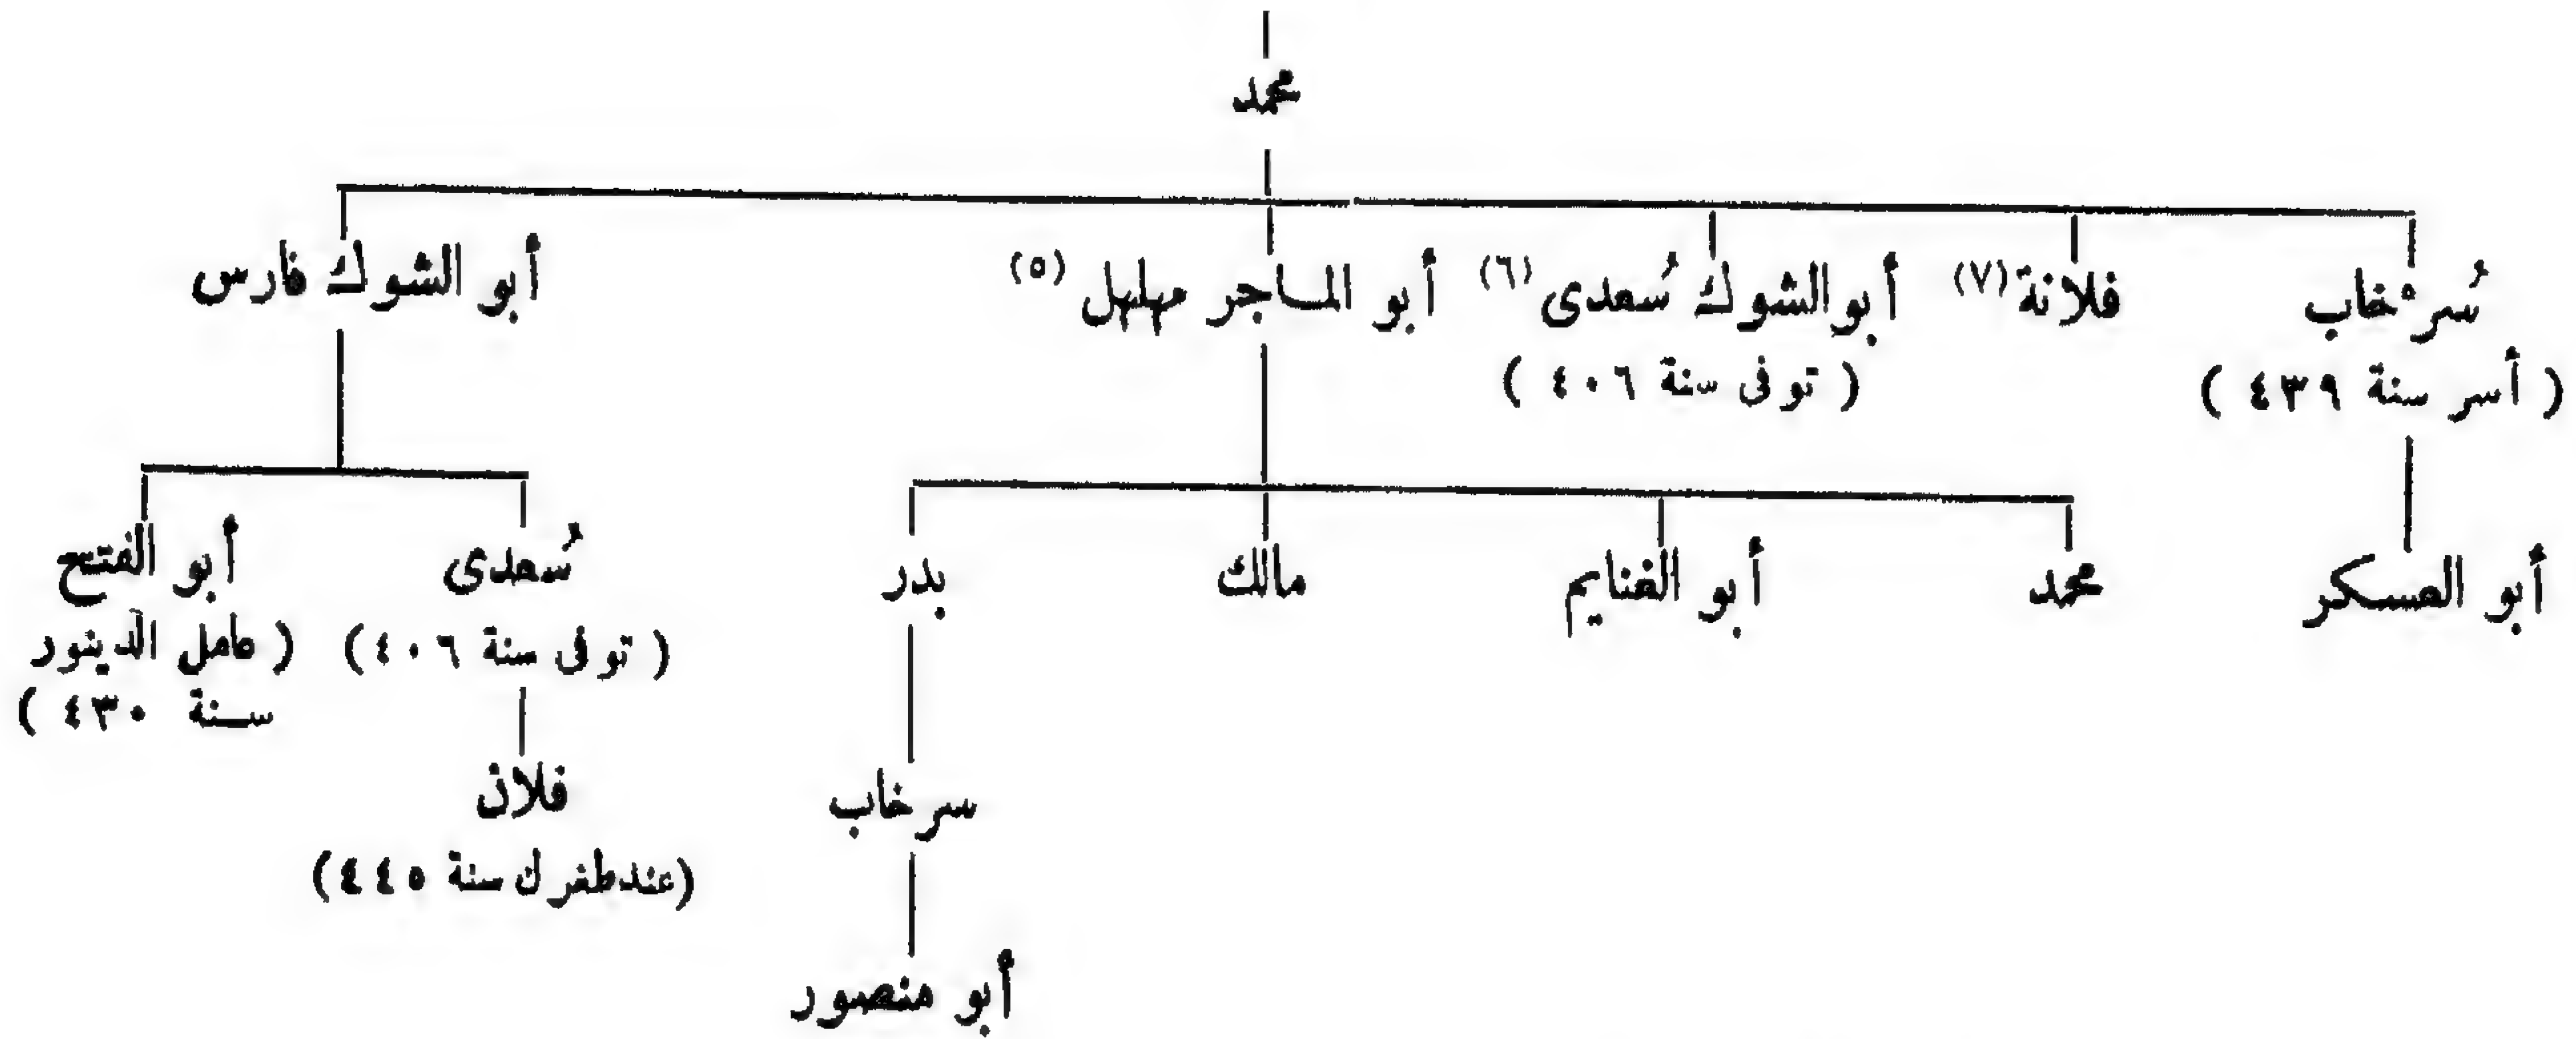 محمد
سُرْخاب
فلانة (٧)
أبو الشوك سُعدى (٦)
أبو الماجر مهلهل (٥)
أبو الشوك فارس
( أسر سنة ٤٣٩ )
( توفى سنة ٤٠٦ )
أبو العسكر
محمد
أبو الغنايم
مالك
بدر
سُعدى
أبو الفتح
( توفى سنة ٤٠٦ )
( عامل الدينور
سنة ٤٣٠ )
سرخاب
فلان
(عند طغرك سنة ٤٤٥)
أبو منصور